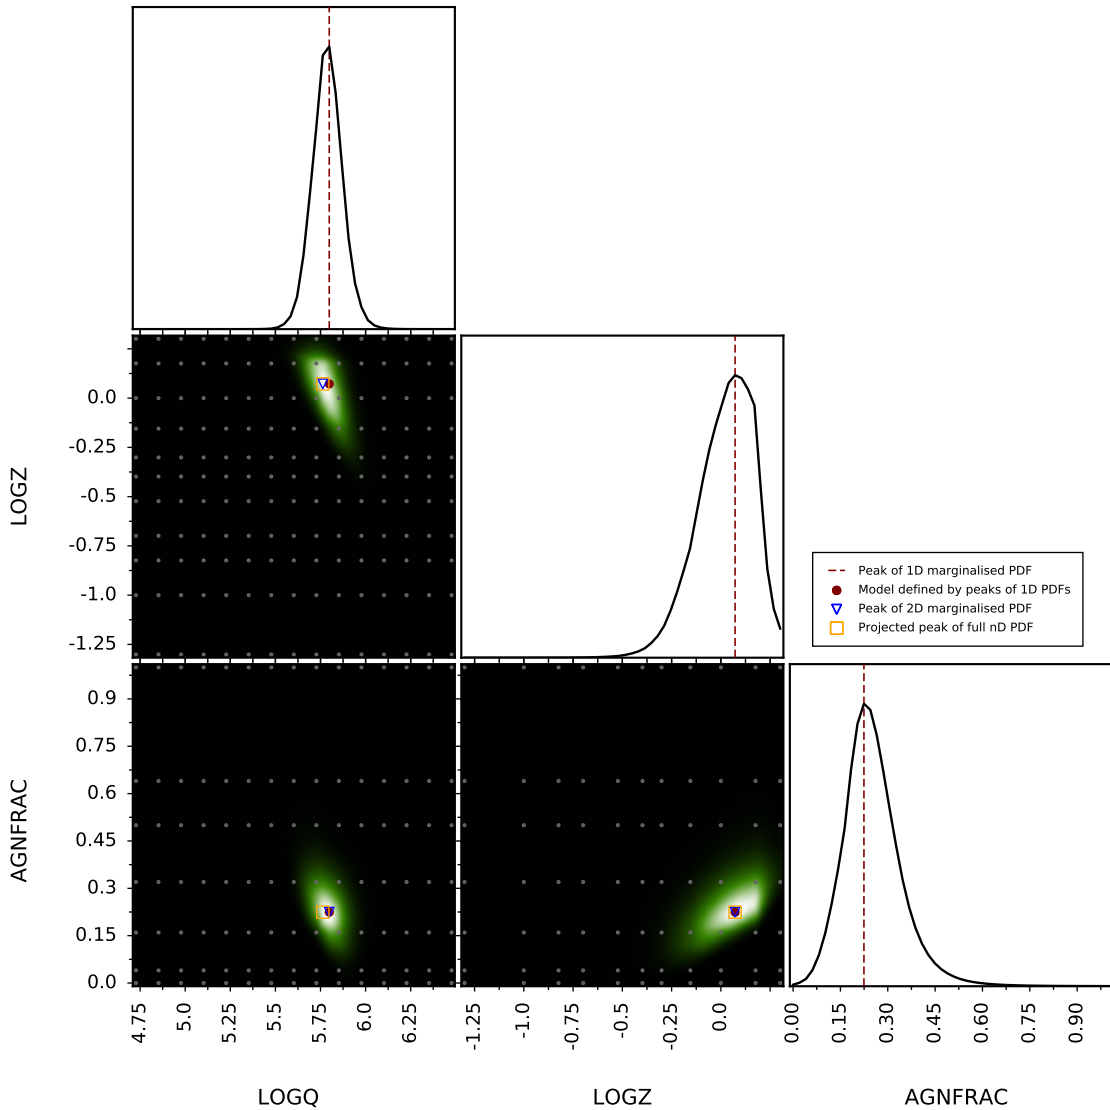 0.0
-0.25
-0.5
-0.75
-1.0
-1.25
LOGZ
Peak of 1D marginalised PDF
Model defined by peaks of 1D PDFs
Peak of 2D marginalised PDF
Projected peak of full nD PDF
0.9
0.75
0.6
0.45
0.3
0.15
0.0
AGNFRAC
4.75 5.0 5.25 5.5 5.75 6.0 6.25 -1.25 -1.0 -0.75 -0.5 -0.25 0.0 0.00 0.15 0.30 0.45 0.60 0.75 0.90
LOGQ LOGZ AGNFRAC